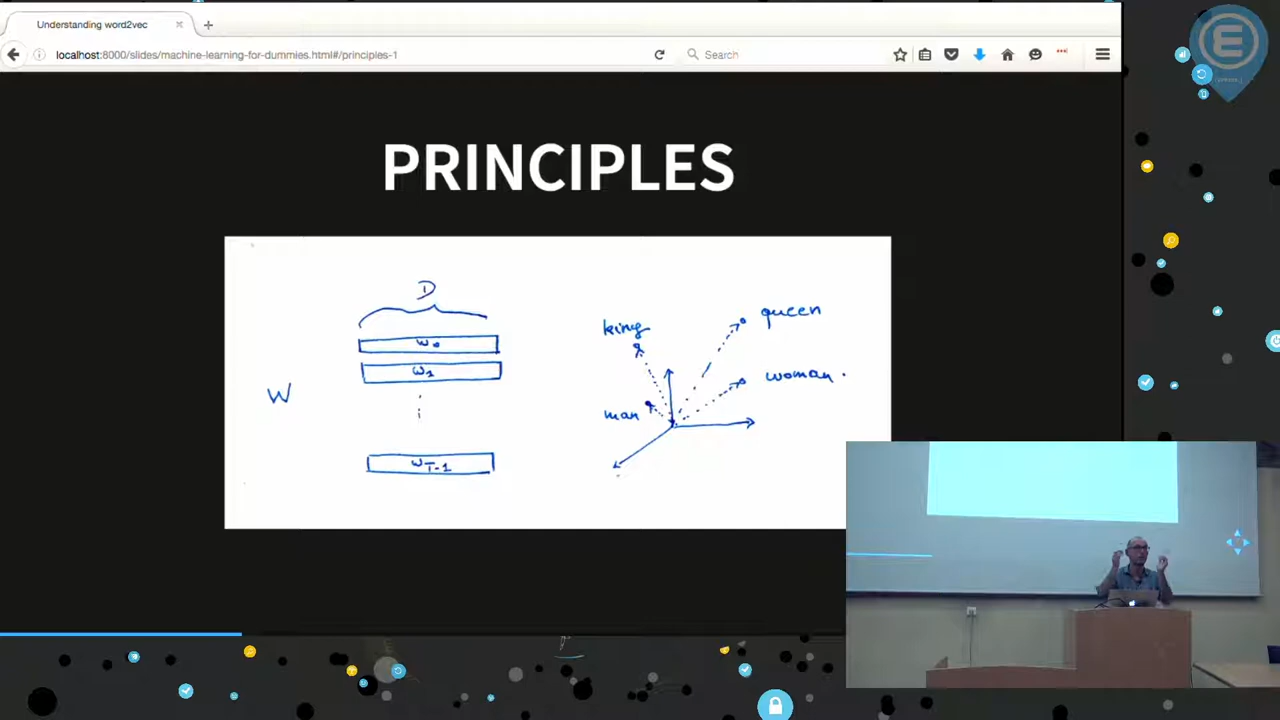 Understanding word2vec
localhost:8000/slides/machine-learning-for-dummies.html#/principles-1
Search
PRINCIPLES
D
W
w0
w1
wT-1
king
queen
man
woman
E